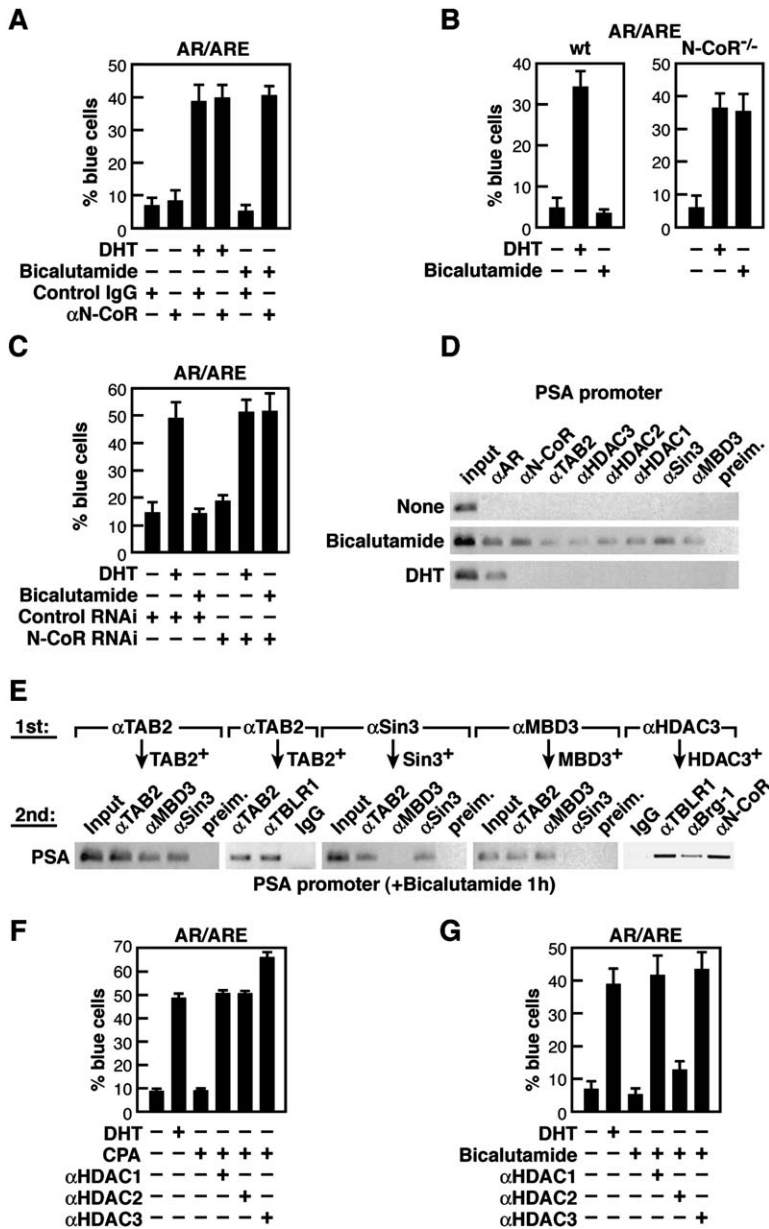 A
AR/ARE
% blue cells
50
40
30
20
10
0
DHT – – + + – –
Bicalutamide – – – – + +
Control IgG + – + – + –
αN-CoR – + – + – +
B
AR/ARE
wt
N-CoR-/-
% blue cells
40
30
20
10
0
50
40
30
20
10
0
DHT – + – – + –
Bicalutamide – – + – – +
C
AR/ARE
% blue cells
60
50
40
30
20
10
0
DHT – + – – + –
Bicalutamide – – + – – +
Control RNAi + + + – – –
N-CoR RNAi – – – + + +
D
PSA promoter
input αAR αN-CoR αTAB2 αHDAC3 αHDAC2 αHDAC1 αSin3 αMBD3 preim.
None
Bicalutamide
DHT
E
1st: αTAB2 αTAB2 αSin3 αMBD3 αHDAC3
TAB2+ TAB2+ Sin3+ MBD3+ HDAC3+
2nd: Input αTAB2 αMBD3 αSin3 preim. αTAB2 αTBLR1 IgG Input αTAB2 αMBD3 αSin3 preim. Input αTAB2 αMBD3 αSin3 preim. IgG αTBLR1 αBrg-1 αN-CoR
PSA
PSA promoter (+Bicalutamide 1h)
F
AR/ARE
% blue cells
70
60
50
40
30
20
10
0
DHT – + – – – –
CPA – – + + + +
αHDAC1 – – – + – –
αHDAC2 – – – – + –
αHDAC3 – – – – – +
G
AR/ARE
% blue cells
50
40
30
20
10
0
DHT – + – – – –
Bicalutamide – – + + + +
αHDAC1 – – – + – –
αHDAC2 – – – – + –
αHDAC3 – – – – – +